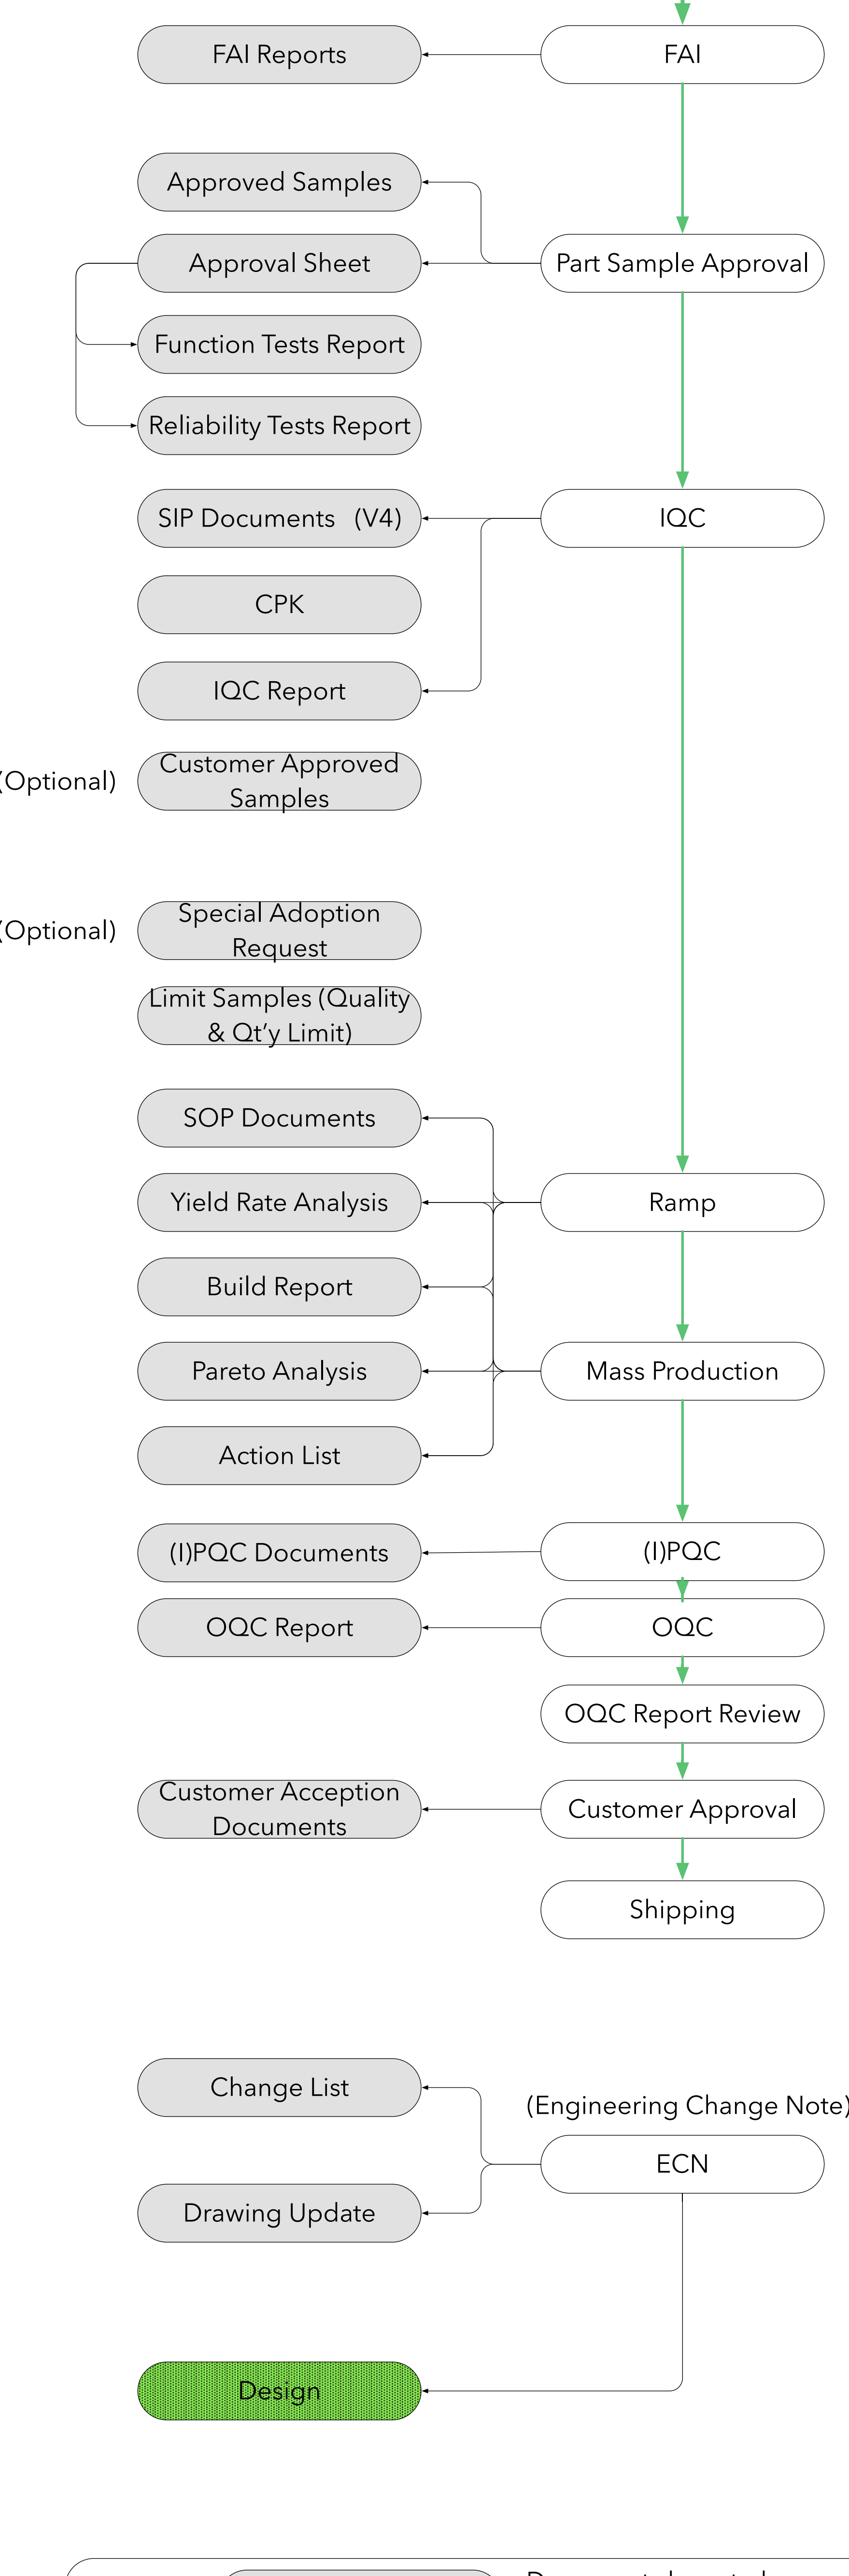 FAI Reports
FAI
Approved Samples
Approval Sheet
Part Sample Approval
Function Tests Report
Reliability Tests Report
SIP Documents (V4)
IQC
CPK
IQC Report
(Optional)
Customer Approved
Samples
(Optional)
Special Adoption
Request
Limit Samples (Quality
& Qt’y Limit)
SOP Documents
Yield Rate Analysis
Ramp
Build Report
Pareto Analysis
Mass Production
Action List
(I)PQC Documents
(I)PQC
OQC Report
OQC
OQC Report Review
Customer Acception
Documents
Customer Approval
Shipping
Change List
(Engineering Change Note)
ECN
Drawing Update
Design